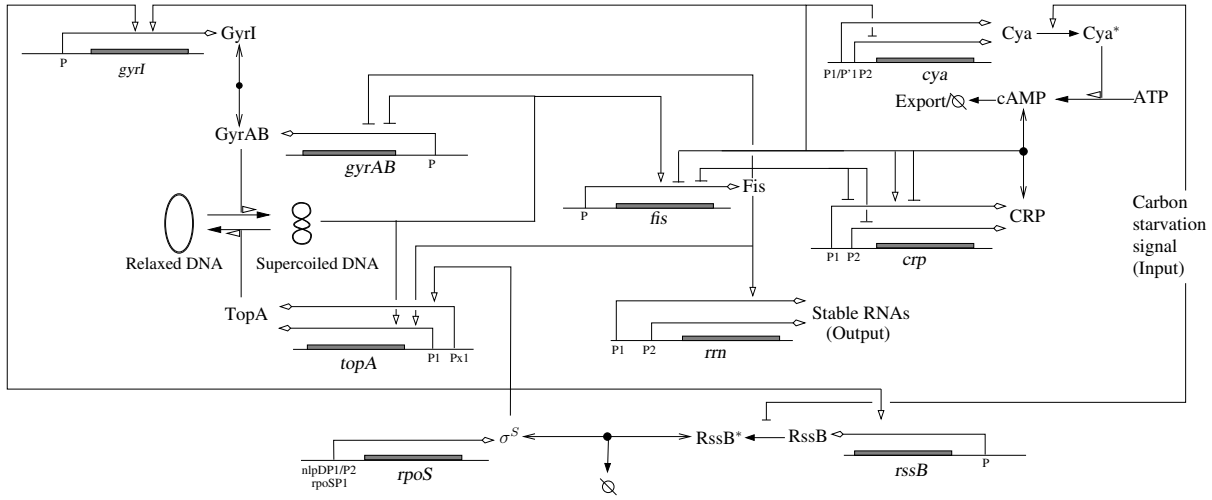 GyrI
P
gyrI
Cya
Cya*
P1/P'1 P2
cya
Export/
cAMP
ATP
GyrAB
gyrAB
P
Fis
P
fis
CRP
P1 P2
crp
Carbon
starvation
signal
(Input)
Relaxed DNA
Supercoiled DNA
TopA
P1 Px1
topA
Stable RNAs
(Output)
P1 P2
rrn
σS
nlpDP1/P2
rpoSP1
rpoS
RssB*
RssB
rssB
P